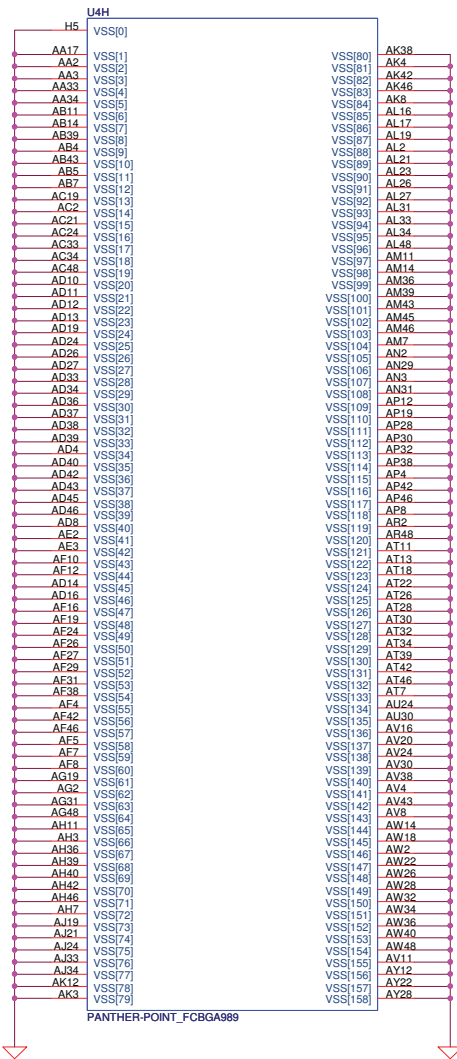 U4H
H5 VSS[0]
AA17 VSS[1] VSS[80] AK38
AA2 VSS[2] VSS[81] AK4
AA3 VSS[3] VSS[82] AK42
AA33 VSS[4] VSS[83] AK46
AA34 VSS[5] VSS[84] AK8
AB11 VSS[6] VSS[85] AL16
AB14 VSS[7] VSS[86] AL17
AB39 VSS[8] VSS[87] AL19
AB4 VSS[9] VSS[88] AL2
AB43 VSS[10] VSS[89] AL21
AB5 VSS[11] VSS[90] AL23
AB7 VSS[12] VSS[91] AL26
AC19 VSS[13] VSS[92] AL27
AC2 VSS[14] VSS[93] AL31
AC21 VSS[15] VSS[94] AL33
AC24 VSS[16] VSS[95] AL34
AC33 VSS[17] VSS[96] AL48
AC34 VSS[18] VSS[97] AM11
AC48 VSS[19] VSS[98] AM14
AD10 VSS[20] VSS[99] AM36
AD11 VSS[21] VSS[100] AM39
AD12 VSS[22] VSS[101] AM43
AD13 VSS[23] VSS[102] AM45
AD19 VSS[24] VSS[103] AM46
AD24 VSS[25] VSS[104] AM7
AD26 VSS[26] VSS[105] AN2
AD27 VSS[27] VSS[106] AN29
AD33 VSS[28] VSS[107] AN3
AD34 VSS[29] VSS[108] AN31
AD36 VSS[30] VSS[109] AP12
AD37 VSS[31] VSS[110] AP19
AD38 VSS[32] VSS[111] AP28
AD39 VSS[33] VSS[112] AP30
AD4 VSS[34] VSS[113] AP32
AD40 VSS[35] VSS[114] AP38
AD42 VSS[36] VSS[115] AP4
AD43 VSS[37] VSS[116] AP42
AD45 VSS[38] VSS[117] AP46
AD46 VSS[39] VSS[118] AP8
AD8 VSS[40] VSS[119] AR2
AE2 VSS[41] VSS[120] AR48
AE3 VSS[42] VSS[121] AT11
AF10 VSS[43] VSS[122] AT13
AF12 VSS[44] VSS[123] AT18
AD14 VSS[45] VSS[124] AT22
AD16 VSS[46] VSS[125] AT26
AF16 VSS[47] VSS[126] AT28
AF19 VSS[48] VSS[127] AT30
AF24 VSS[49] VSS[128] AT32
AF26 VSS[50] VSS[129] AT34
AF27 VSS[51] VSS[130] AT39
AF29 VSS[52] VSS[131] AT42
AF31 VSS[53] VSS[132] AT46
AF38 VSS[54] VSS[133] AT7
AF4 VSS[55] VSS[134] AU24
AF42 VSS[56] VSS[135] AU30
AF46 VSS[57] VSS[136] AV16
AF5 VSS[58] VSS[137] AV20
AF7 VSS[59] VSS[138] AV24
AF8 VSS[60] VSS[139] AV30
AG19 VSS[61] VSS[140] AV38
AG2 VSS[62] VSS[141] AV4
AG31 VSS[63] VSS[142] AV43
AG48 VSS[64] VSS[143] AV8
AH11 VSS[65] VSS[144] AW14
AH3 VSS[66] VSS[145] AW18
AH36 VSS[67] VSS[146] AW2
AH39 VSS[68] VSS[147] AW22
AH40 VSS[69] VSS[148] AW26
AH42 VSS[70] VSS[149] AW28
AH46 VSS[71] VSS[150] AW32
AH7 VSS[72] VSS[151] AW34
AJ19 VSS[73] VSS[152] AW36
AJ21 VSS[74] VSS[153] AW40
AJ24 VSS[75] VSS[154] AW48
AJ33 VSS[76] VSS[155] AV11
AJ34 VSS[77] VSS[156] AY12
AK12 VSS[78] VSS[157] AY22
AK3 VSS[79] VSS[158] AY28
PANTHER-POINT_FCBGA989